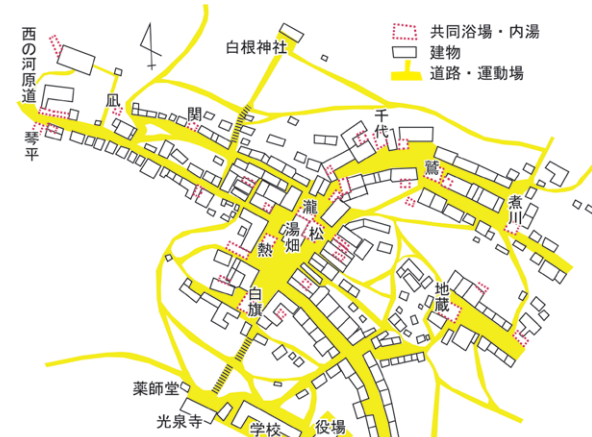 共同浴場・内湯
建物
道路・運動場
西の河原道
白根神社
凪
関
千代
琴平
鷲
煮川
瀧
湯畑
松
熱
白旗
地蔵
薬師堂
光泉寺
学校
役場